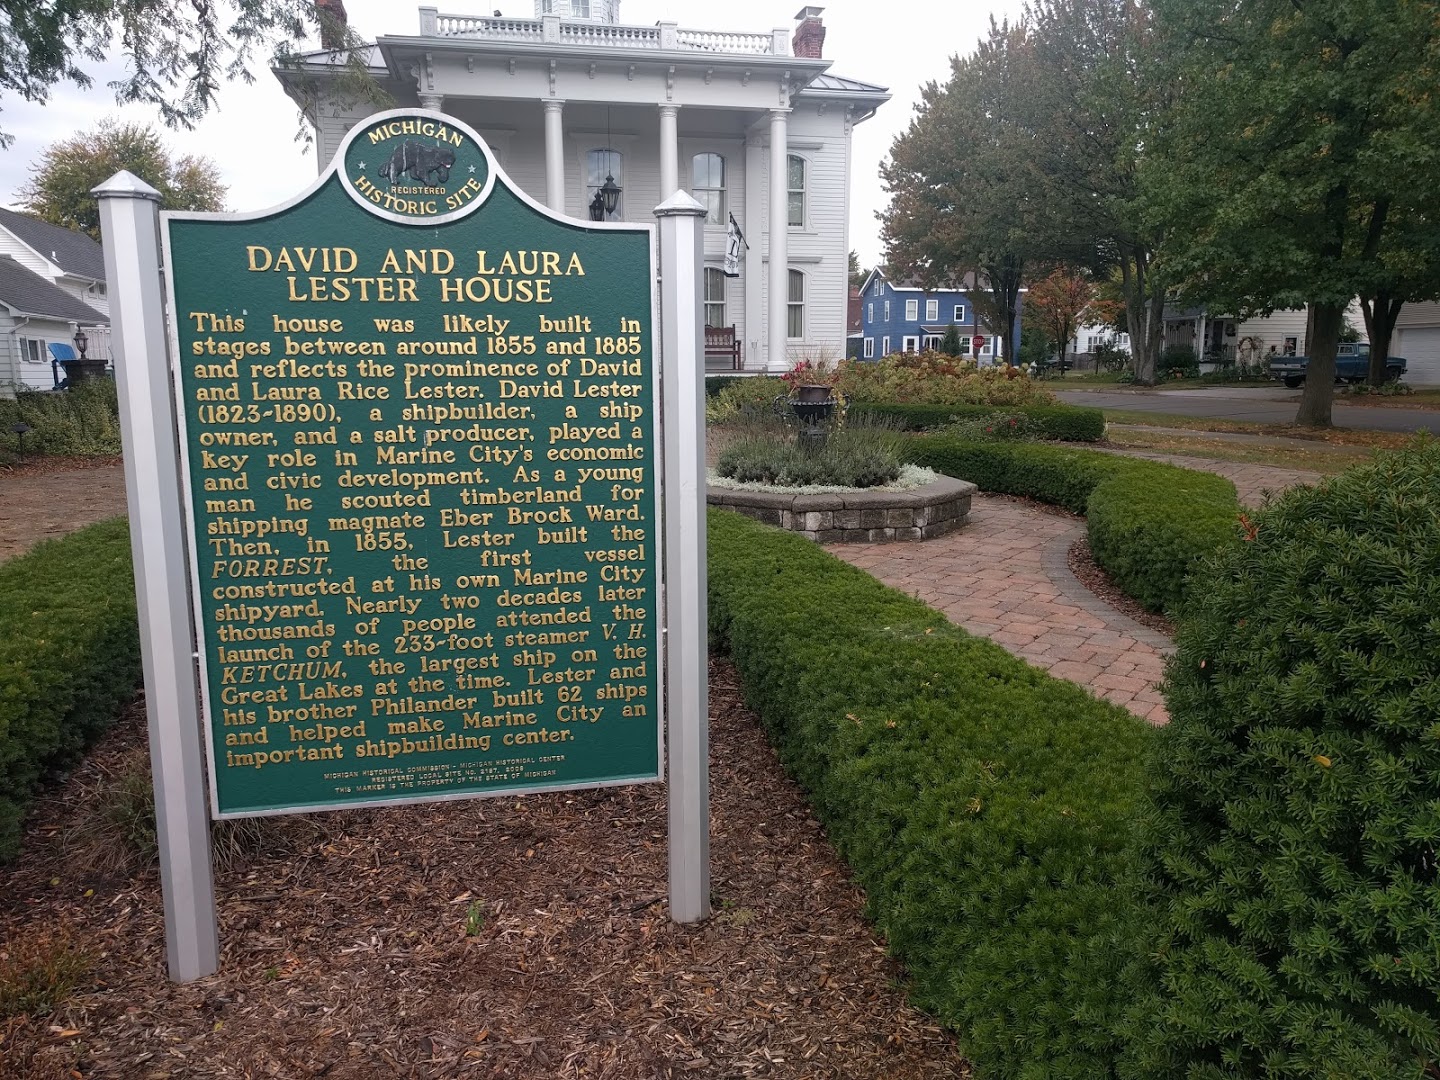 MICHIGAN
REGISTERED
HISTORIC SITE
DAVID AND LAURA
LESTER HOUSE
This house was likely built in
stages between around 1855 and 1885
and reflects the prominence of David
and Laura Rice Lester. David Lester
(1823-1890), a shipbuilder, a ship
owner, and a salt producer, played a
key role in Marine City's economic
and civic development. As a young
man he scouted timberland for
shipping magnate Eber Brock Ward.
Then, in 1855, Lester built the
FORREST, the first vessel
constructed at his own Marine City
shipyard. Nearly two decades later
thousands of people attended the
launch of the 233-foot steamer V. H.
KETCHUM, the largest ship on the
Great Lakes at the time. Lester and
his brother Philander built 62 ships
and helped make Marine City an
important shipbuilding center.
MICHIGAN HISTORICAL COMMISSION - MICHIGAN HISTORICAL CENTER
REGISTERED LOCAL SITE NO.
THIS MARKER IS THE PROPERTY OF THE STATE OF MICHIGAN